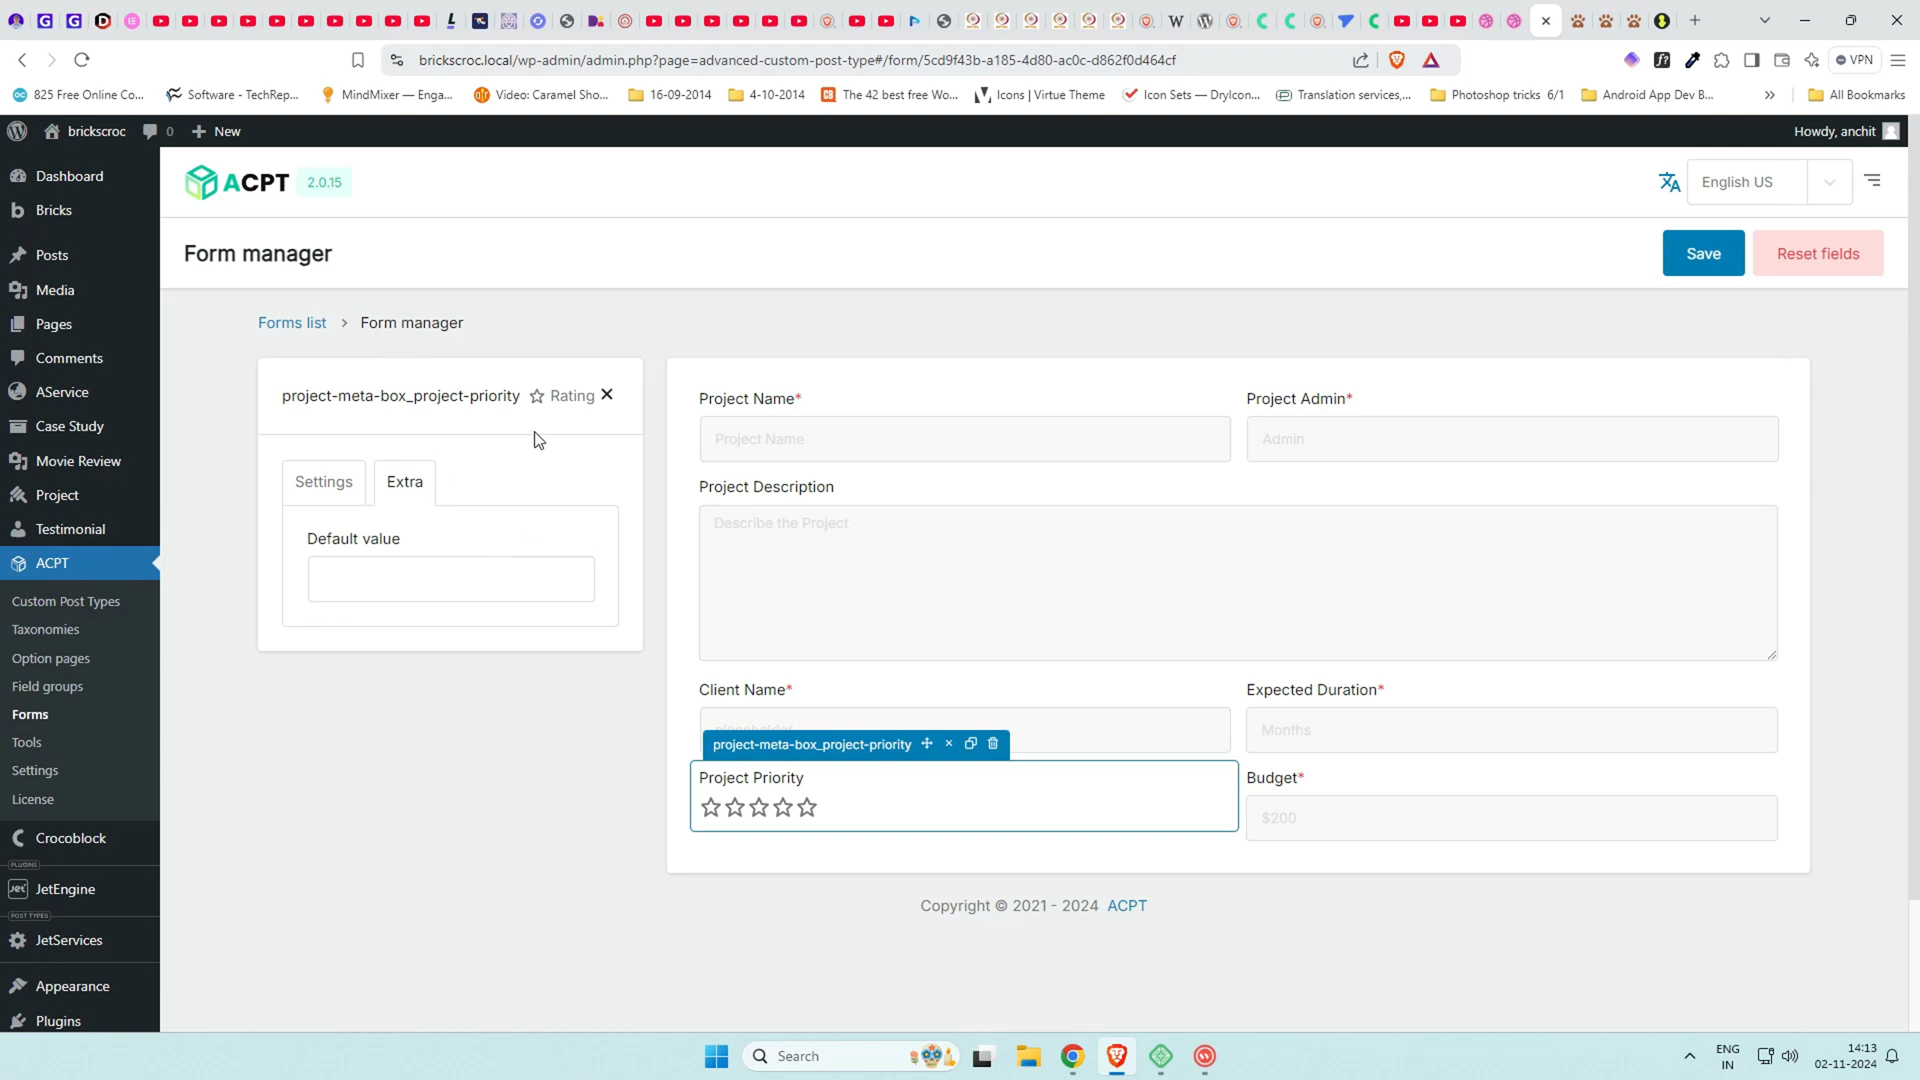 brickscroc.local/wp-admin/admin.php?page=advanced-custom-post-type#/form/5cd9f43b-a185-4d80-ac0c-d862f0d464cf
VPN
825 Free Online Co...
Software - TechRep...
MindMixer — Enga...
Video: Caramel Sho...
16-09-2014
4-10-2014
The 42 best free Wo...
Icons | Virtue Theme
Icon Sets — DryIcon...
Translation services,...
Photoshop tricks 6/1
Android App Dev B...
All Bookmarks
brickscroc
0
New
Howdy, anchit
Dashboard
Bricks
Posts
Media
Pages
Comments
AService
Case Study
Movie Review
Project
Testimonial
ACPT
Custom Post Types
Taxonomies
Option pages
Field groups
Forms
Tools
Settings
License
Crocoblock
PLUGINS
JetEngine
POST TYPES
JetServices
Appearance
Plugins
ACPT
2.0.15
English US
Form manager
Save
Reset fields
Forms list > Form manager
project-meta-box_project-priority
Rating
Settings
Extra
Default value
Project Name*
Project Name
Project Admin*
Admin
Project Description
Describe the Project
Client Name*
placeholder
Expected Duration*
Months
project-meta-box_project-priority
Project Priority
Budget*
$200
Copyright © 2021 - 2024 ACPT
Search
ENG
IN
14:13
02-11-2024